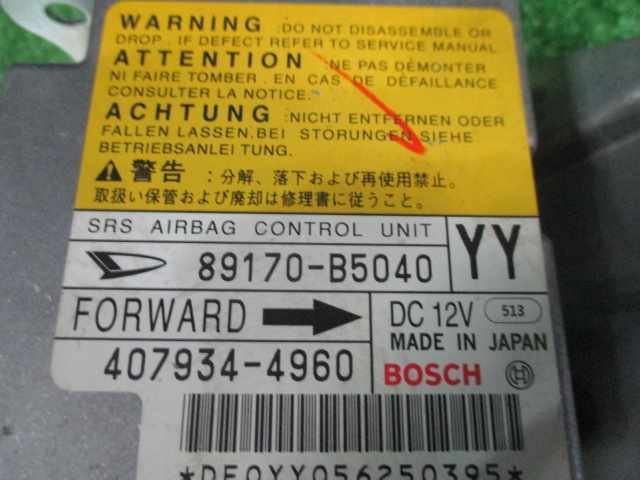 WARNING :DO NOT DISASSEMBLE OR
DROP. IF DEFECT REFER TO SERVICE MANUAL
ATTENTION :NE PAS DÉMONTER
NI FAIRE TOMBER. EN CAS DE DÉFAILLANCE
CONSULTER LA NOTICE.
ACHTUNG :NICHT ENTFERNEN ODER
FALLEN LASSEN.BEI STÖRUNGEN SIEHE
BETRIEBSANLEI TUNG.
警告 :分解、落下および再使用禁止。
取扱い保管および廃却は修理書に従うこと。
SRS AIRBAG CONTROL UNIT
YY
89170-B5040
FORWARD
DC 12V 513
MADE IN JAPAN
407934-4960
BOSCH
*DE0YY056250395*